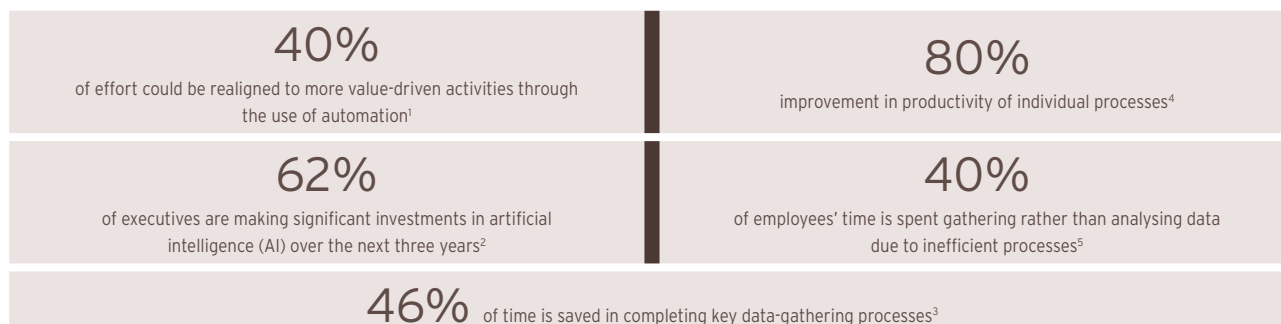 40%
of effort could be realigned to more value-driven activities through
the use of automation¹
80%
improvement in productivity of individual processes⁴
62%
of executives are making significant investments in artificial
intelligence (AI) over the next three years²
40%
of employees' time is spent gathering rather than analysing data
due to inefficient processes⁵
46% of time is saved in completing key data-gathering processes³